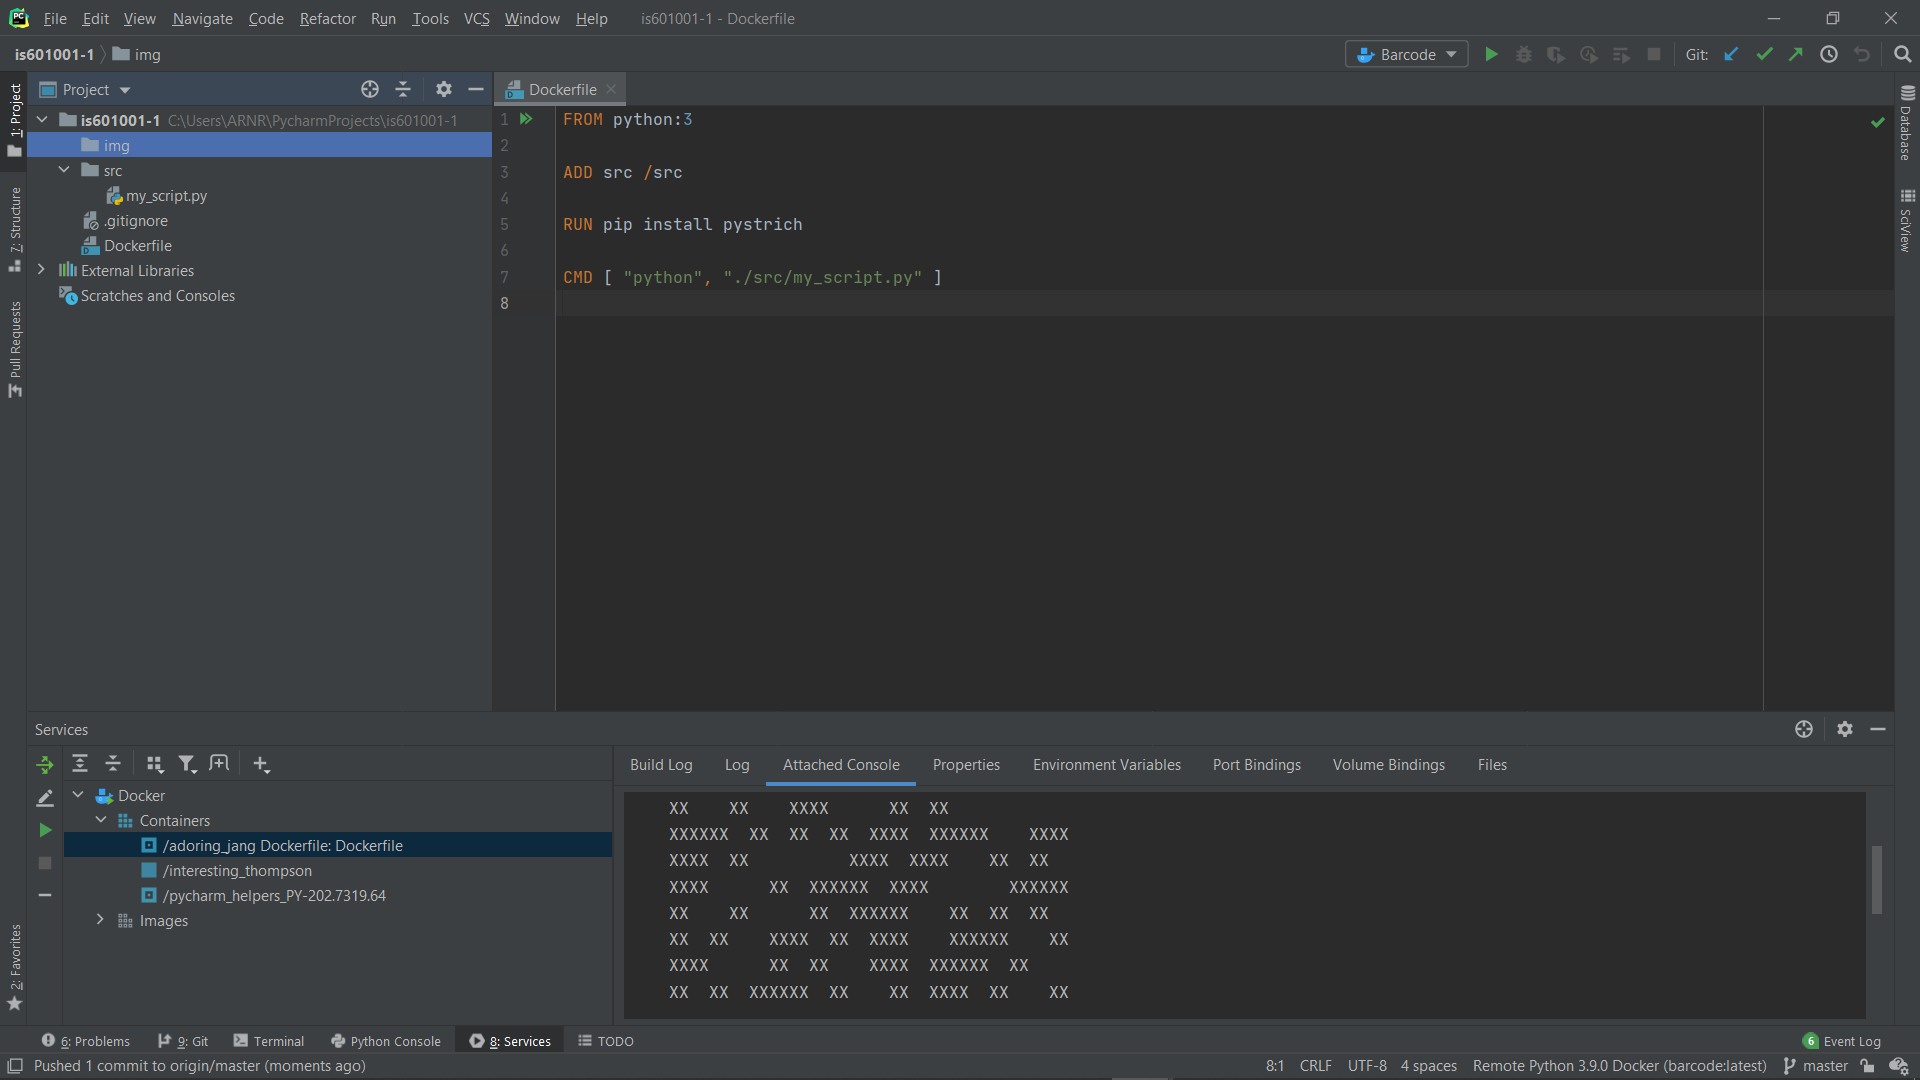 PC File Edit View Navigate Code Refactor Run Tools VCS Window Help is601001-1 - Dockerfile
is601001-1 img Barcode Git:
Project Dockerfile
is601001-1 C:\Users\ARNR\PycharmProjects\is601001-1
img
src
my_script.py
.gitignore
Dockerfile
External Libraries
Scratches and Consoles
1: Project
7: Structure
Pull Requests
2: Favorites
1 FROM python:3
2
3 ADD src /src
4
5 RUN pip install pystrich
6
7 CMD [ "python", "./src/my_script.py" ]
8
Database
SciView
Services
Docker
Containers
/adoring_jang Dockerfile: Dockerfile
/interesting_thompson
/pycharm_helpers_PY-202.7319.64
Images
Build Log Log Attached Console Properties Environment Variables Port Bindings Volume Bindings Files
XX    XX    XXXX      XX  XX
XXXXXX  XX  XX  XX  XXXX  XXXXXX    XXXX
XXXX  XX          XXXX  XXXX    XX  XX
XXXX      XX  XXXXXX  XXXX        XXXXXX
XX    XX      XX  XXXXXX    XX  XX  XX
XX  XX    XXXX  XX  XXXX    XXXXXX    XX
XXXX      XX  XX    XXXX  XXXXXX  XX
XX  XX  XXXXXX  XX    XX  XXXX  XX    XX
6: Problems 9: Git Terminal Python Console 8: Services TODO 6 Event Log
Pushed 1 commit to origin/master (moments ago) 8:1 CRLF UTF-8 4 spaces Remote Python 3.9.0 Docker (barcode:latest) master